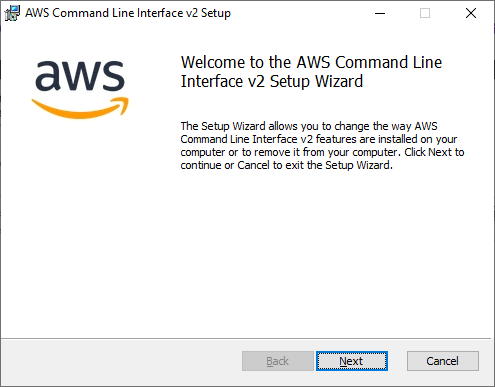 AWS Command Line Interface v2 Setup
aws
Welcome to the AWS Command Line
Interface v2 Setup Wizard
The Setup Wizard allows you to change the way AWS
Command Line Interface v2 features are installed on your
computer or to remove it from your computer. Click Next to
continue or Cancel to exit the Setup Wizard.
Back
Next
Cancel